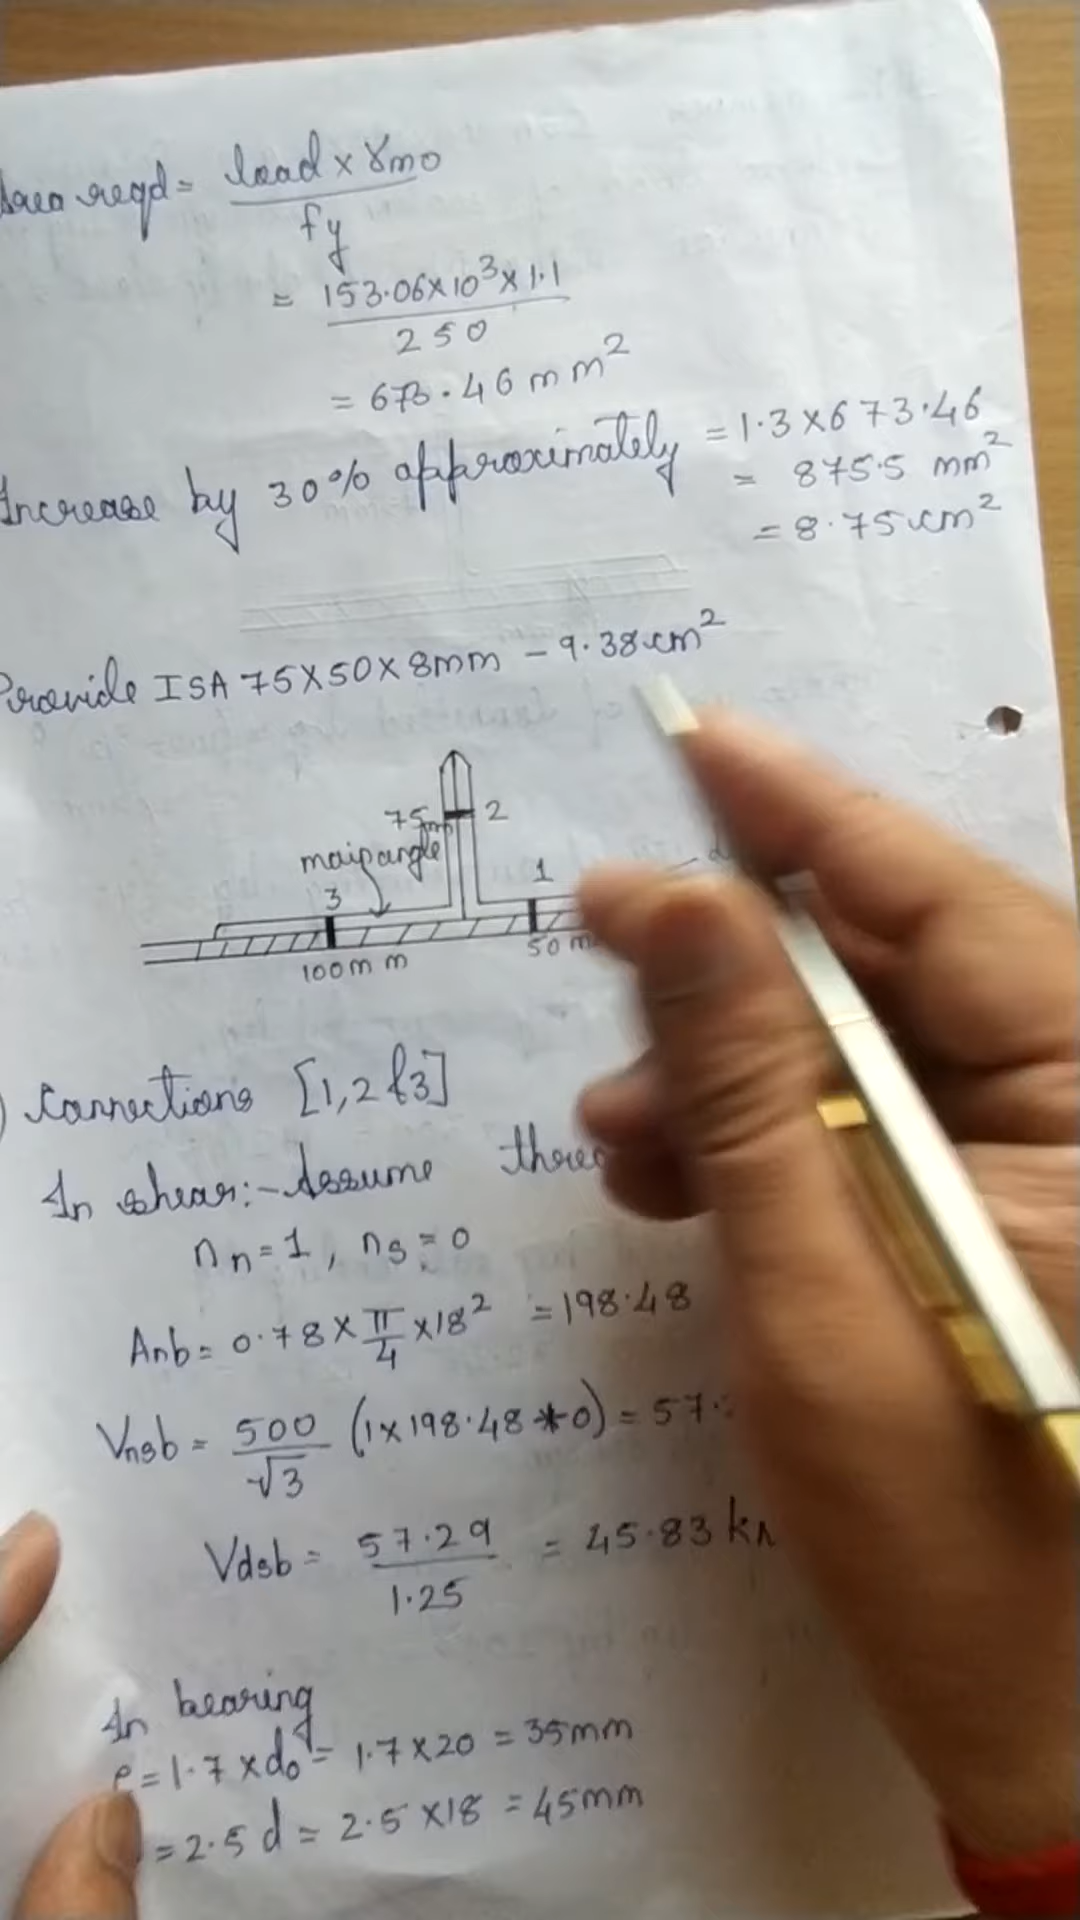 Area reqd = load × γmo / fy
= 153.06×10³×1.1 / 250
= 673.46 mm²
Increase by 30% approximately = 1.3×673.46
= 875.5 mm²
= 8.75 cm²
Provide ISA 75×50×8mm – 9.38 cm²
75mm 2
main angle
3 1
100mm 50 m
Connections [1,2 & 3]
In shear:- Assume
nn = 1, ns = 0
Anb = 0.78 × π/4 × 18² = 198.48
Vnsb = 500/√3 (1×198.48+0) = 57.
Vdsb = 57.29 / 1.25 = 45.83 kN
In bearing
e = 1.7×do = 1.7×20 = 35mm
= 2.5 d = 2.5×18 = 45mm